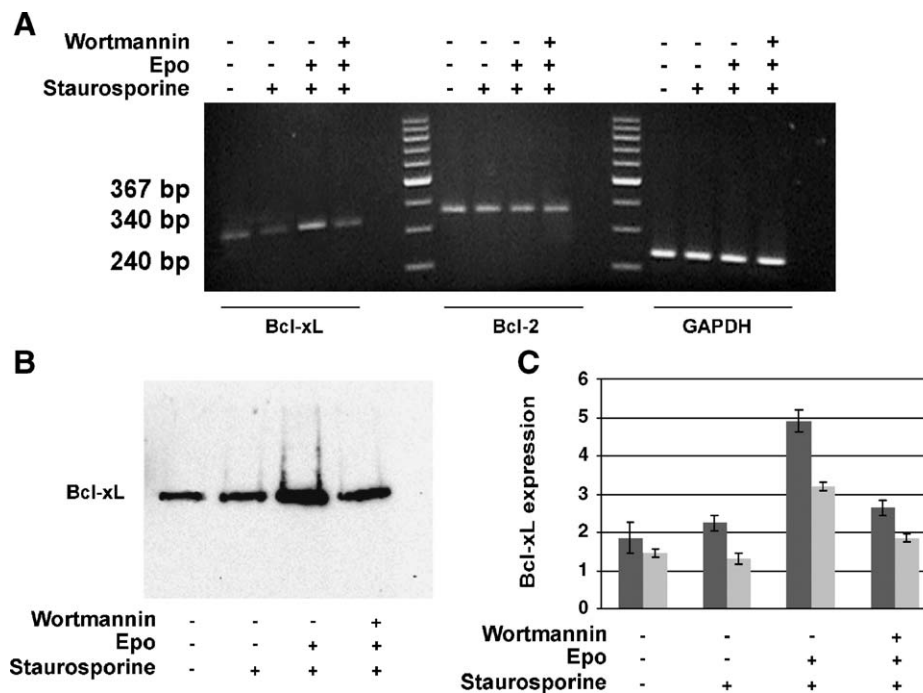 A
Wortmannin - - - + - - - + - - - +
Epo - - + + - - + + - - + +
Staurosporine - + + + - + + + - + + +
367 bp
340 bp
240 bp
Bcl-xL Bcl-2 GAPDH
B
Bcl-xL
Wortmannin - - - +
Epo - - + +
Staurosporine - + + +
C
Bcl-xL expression
6
5
4
3
2
1
0
Wortmannin - - - +
Epo - - + +
Staurosporine - + + +